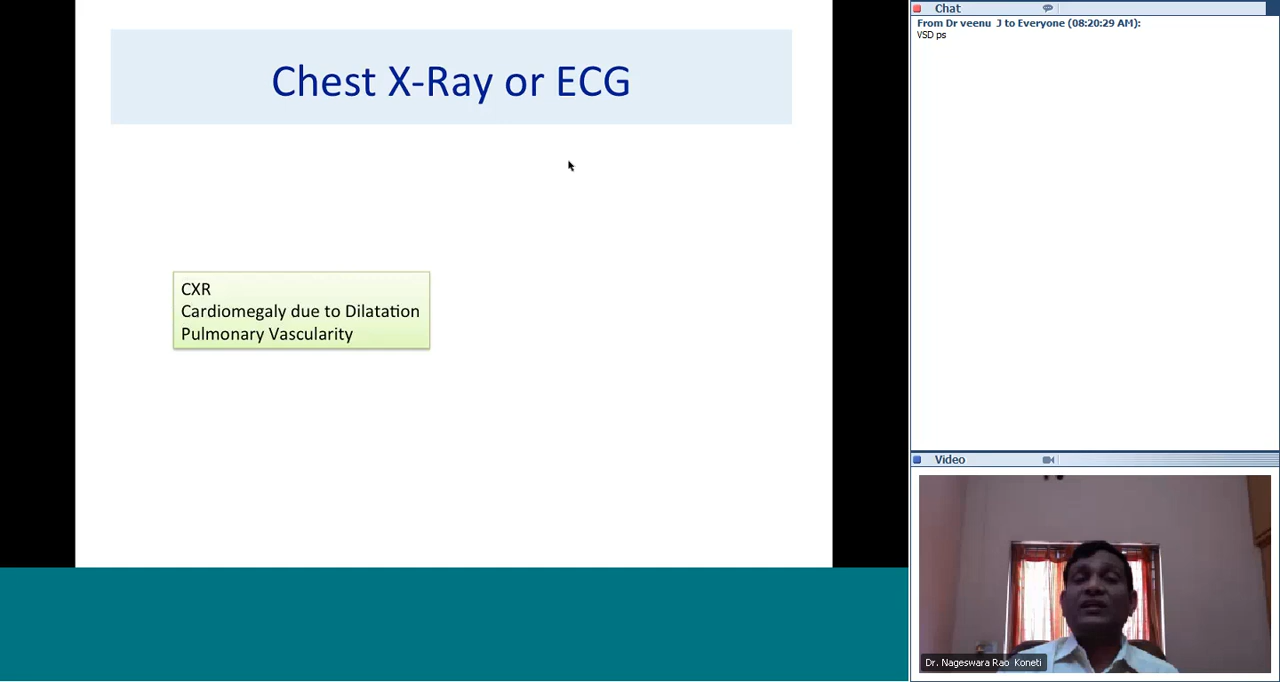 Chest X-Ray or ECG
CXR
Cardiomegaly due to Dilatation
Pulmonary Vascularity
Chat
From Dr veenu J to Everyone (08:20:29 AM):
VSD ps
Video
Dr. Nageswara Rao Koneti